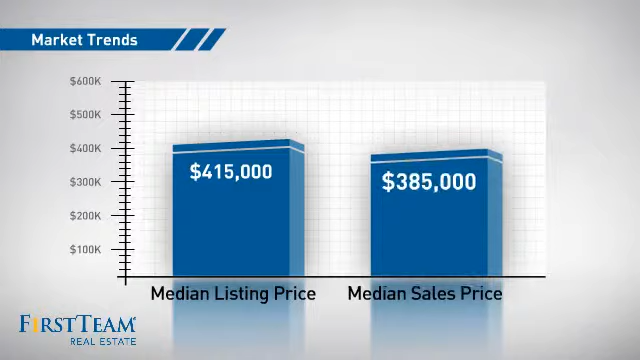 Market Trends
$600K
$500K
$400K
$300K
$200K
$100K
$415,000
$385,000
Median Listing Price
Median Sales Price
FIRSTTEAM®
REAL ESTATE